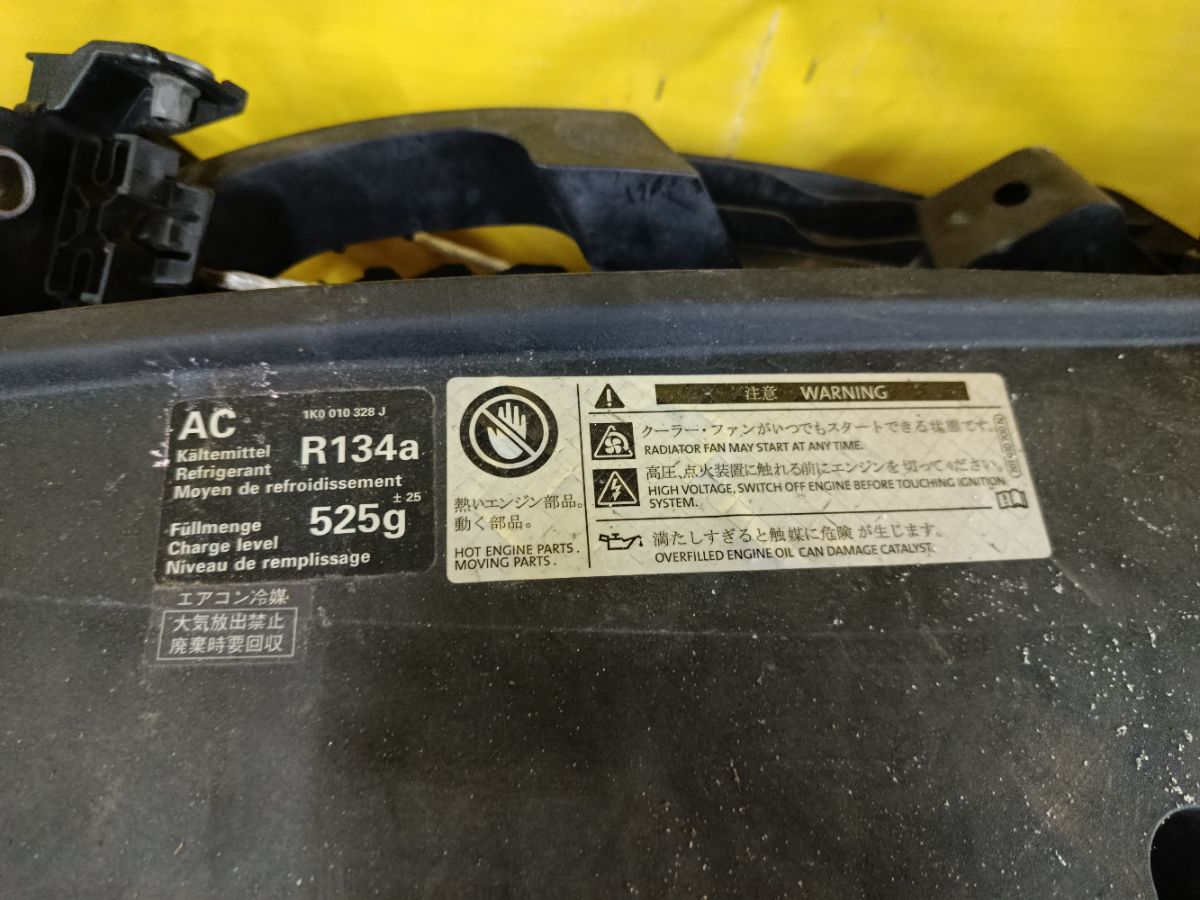 AC
1K0 010 328 J
Kältemittel
Refrigerant
R134a
Moyen de refroidissement
Füllmenge
Charge level
525g
± 25
Niveau de remplissage
エアコン冷媒
大気放出禁止
廃棄時要回収
熱いエンジン部品。
動く部品。
HOT ENGINE PARTS.
MOVING PARTS.
注意 WARNING
クーラー・ファンがいつでもスタートできる状態です。
RADIATOR FAN MAY START AT ANY TIME.
高圧、点火装置に触れる前にエンジンを切ってください。
HIGH VOLTAGE, SWITCH OFF ENGINE BEFORE TOUCHING IGNITION
SYSTEM.
満たしすぎると触媒に危険が生じます。
OVERFILLED ENGINE OIL CAN DAMAGE CATALYST.